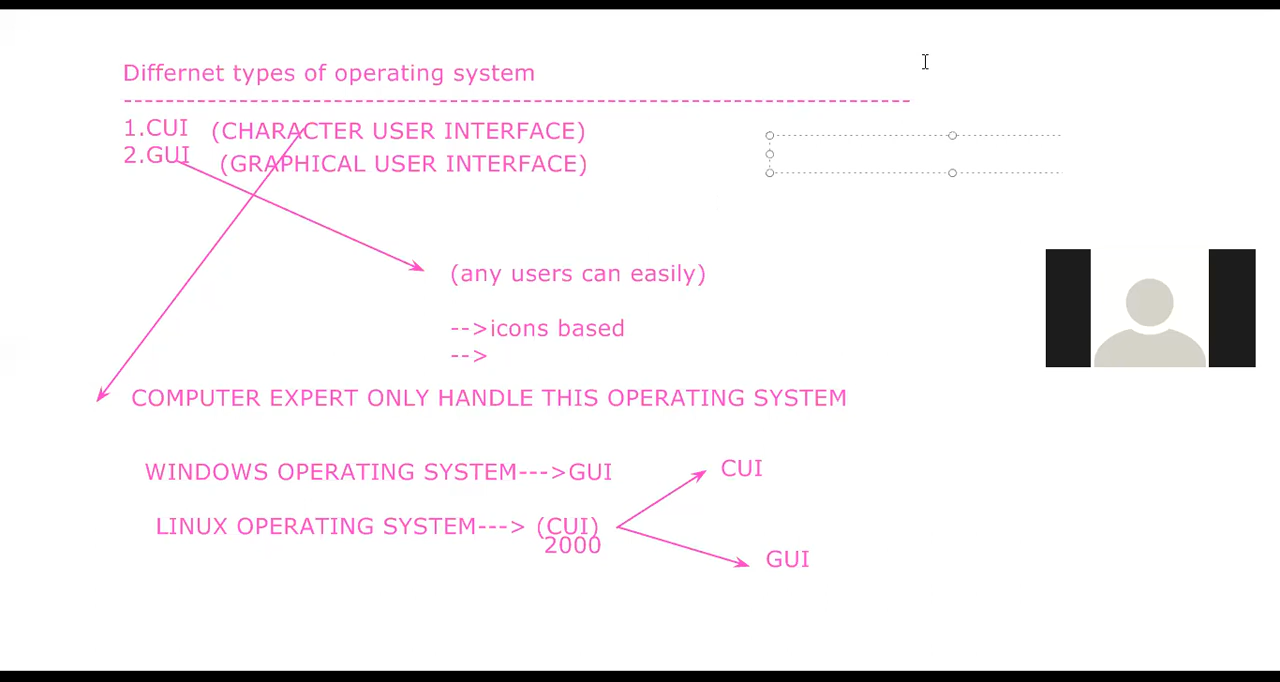 Differnet types of operating system
---------------------------------------------------------------------------
1.CUI (CHARACTER USER INTERFACE)
2.GUI (GRAPHICAL USER INTERFACE)
(any users can easily)
-->icons based
-->
COMPUTER EXPERT ONLY HANDLE THIS OPERATING SYSTEM
WINDOWS OPERATING SYSTEM--->GUI
CUI
LINUX OPERATING SYSTEM---> (CUI)
2000
GUI